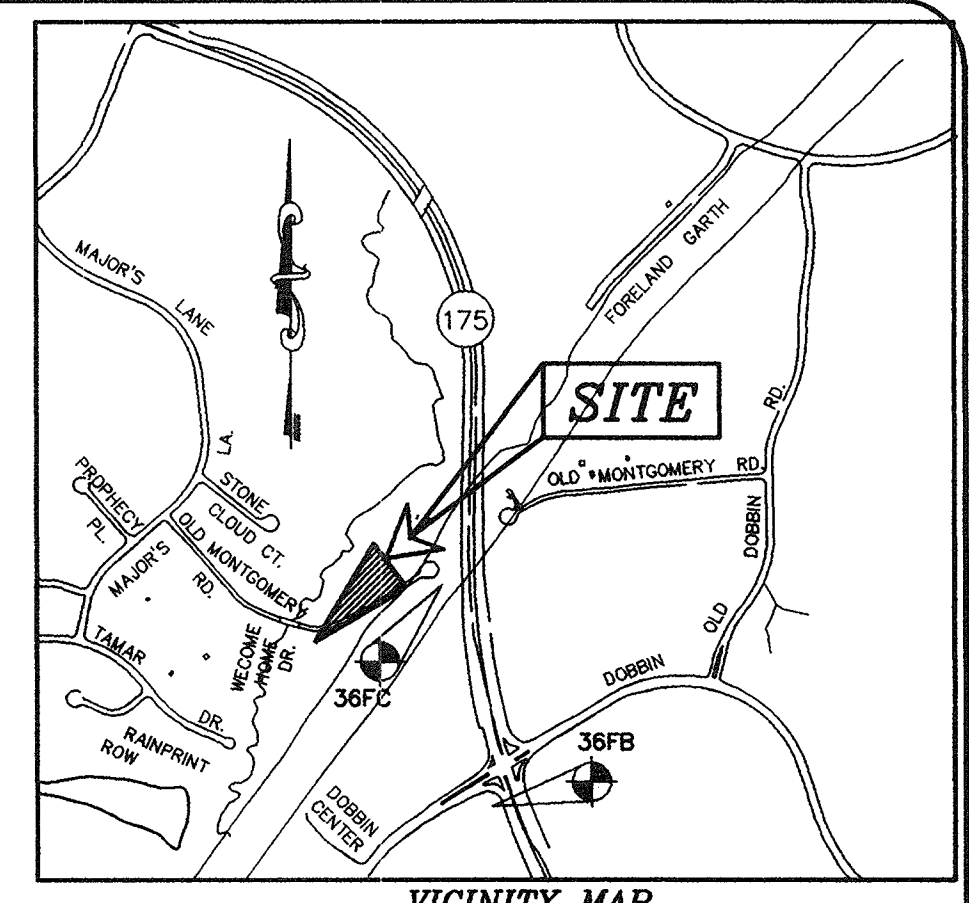 MAJOR'S
LANE
FORELAND GARTH
175
SITE
RD.
LA.
OLD MONTGOMERY RD.
PROPHECY
PL.
STONE
CLOUD CT.
MAJOR'S
OLD MONTGOMERY
RD.
DOBBIN
OLD
TAMAR
DR.
WECOME
HOME
DR.
36FC
DOBBIN
RAINPRINT
ROW
36FB
DOBBIN
CENTER
VICINITY MAP